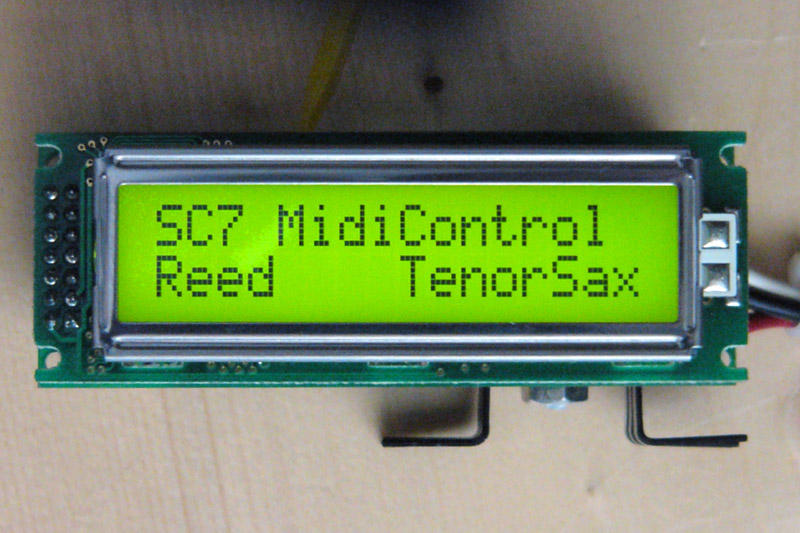 SC7 MidiControl
Reed TenorSax